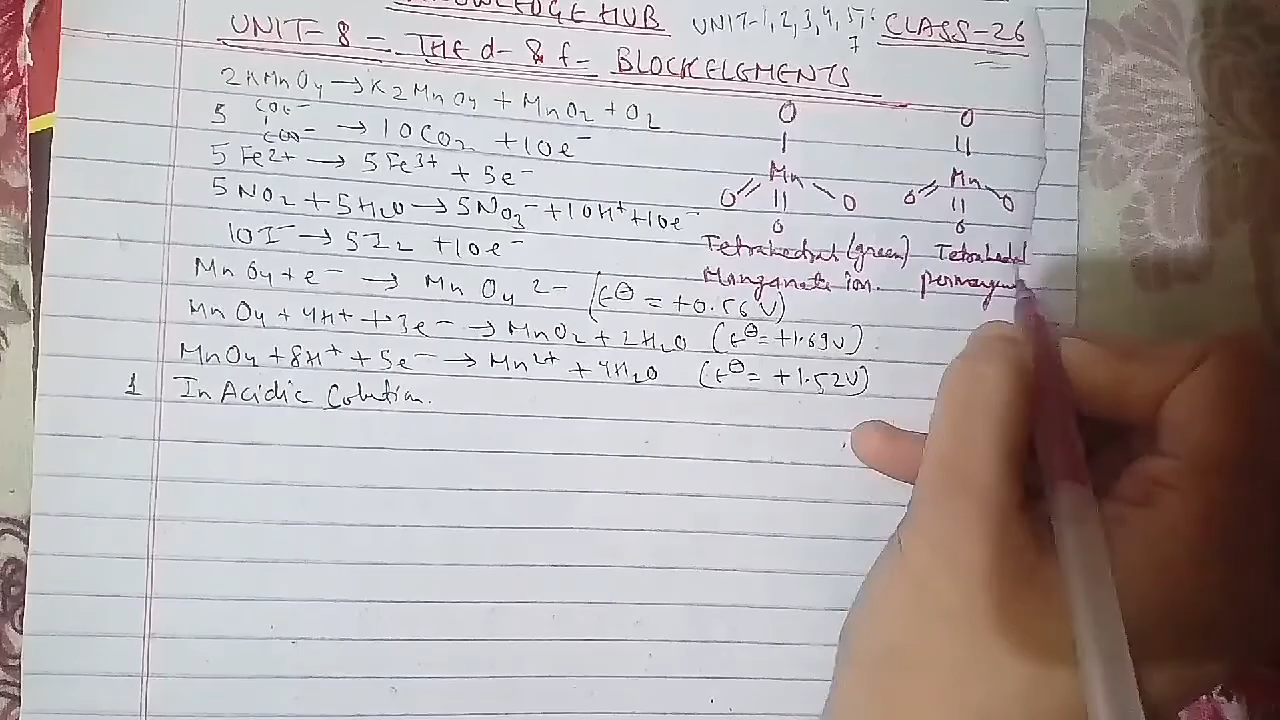 KNOWLEDGE HUB UNIT-1, 2, 3, 4, 5, 6 CLASS-26
7
UNIT-8 - THE d- & f- BLOCK ELEMENTS
2KMnO4 → K2MnO4 + MnO2 + O2
5 COO-
COO- → 10CO2 + 10e-
5Fe2+ → 5Fe3+ + 5e-
5NO2 + 5H2O → 5NO3- + 10H+ + 10e-
10I- → 5I2 + 10e-
MnO4 + e- → MnO4 2- (E⊖ = +0.56V)
MnO4 + 4H+ + 3e- → MnO2 + 2H2O (E⊖ = +1.69V)
MnO4 + 8H+ + 5e- → Mn2+ + 4H2O (E⊖ = +1.52V)
1 In Acidic Solution.
O
Mn
O O
O
Tetrahedral (green)
Manganate ion.
O
Mn
O O
O
Tetrahedral